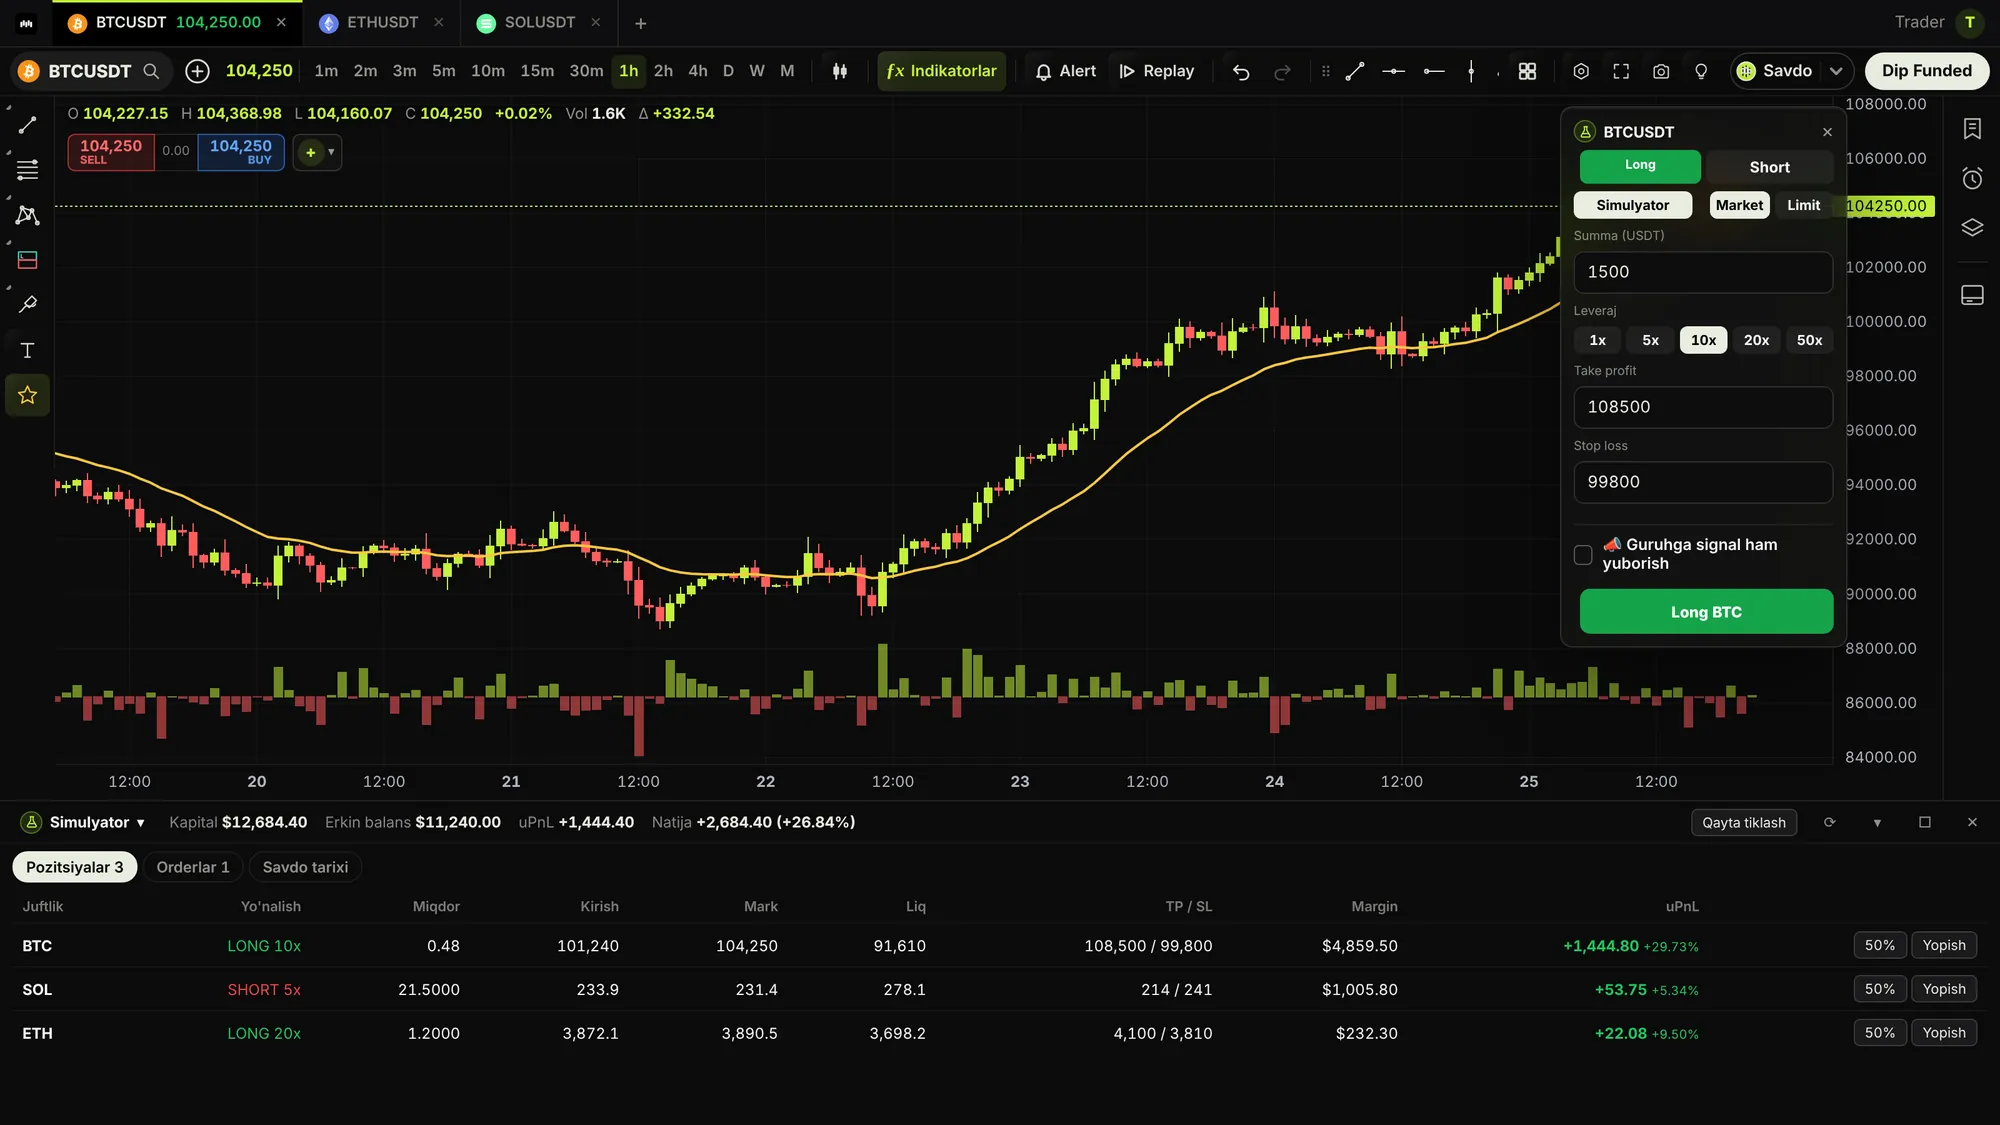 BTCUSDT 104,250.00 × ETHUSDT × SOLUSDT × +
Trader T
BTCUSDT 104,250 1m 2m 3m 5m 10m 15m 30m 1h 2h 4h D W M ƒx Indikatorlar Alert Replay Savdo Dip Funded
O 104,227.15 H 104,368.98 L 104,160.07 C 104,250 +0.02% Vol 1.6K Δ +332.54
104,250 SELL 0.00 104,250 BUY +
T
108000.00
106000.00
104250.00
102000.00
100000.00
98000.00
96000.00
94000.00
92000.00
90000.00
88000.00
86000.00
84000.00
BTCUSDT ×
Long Short
Simulyator Market Limit
Summa (USDT)
1500
Leveraj
1x 5x 10x 20x 50x
Take profit
108500
Stop loss
99800
📣 Guruhga signal ham
yuborish
Long BTC
12:00 20 12:00 21 12:00 22 12:00 23 12:00 24 12:00 25 12:00
Simulyator ▾ Kapital $12,684.40 Erkin balans $11,240.00 uPnL +1,444.40 Natija +2,684.40 (+26.84%) Qayta tiklash
Pozitsiyalar 3 Orderlar 1 Savdo tarixi
Juftlik Yo'nalish Miqdor Kirish Mark Liq TP / SL Margin uPnL
BTC LONG 10x 0.48 101,240 104,250 91,610 108,500 / 99,800 $4,859.50 +1,444.80 +29.73% 50% Yopish
SOL SHORT 5x 21.5000 233.9 231.4 278.1 214 / 241 $1,005.80 +53.75 +5.34% 50% Yopish
ETH LONG 20x 1.2000 3,872.1 3,890.5 3,698.2 4,100 / 3,810 $232.30 +22.08 +9.50% 50% Yopish